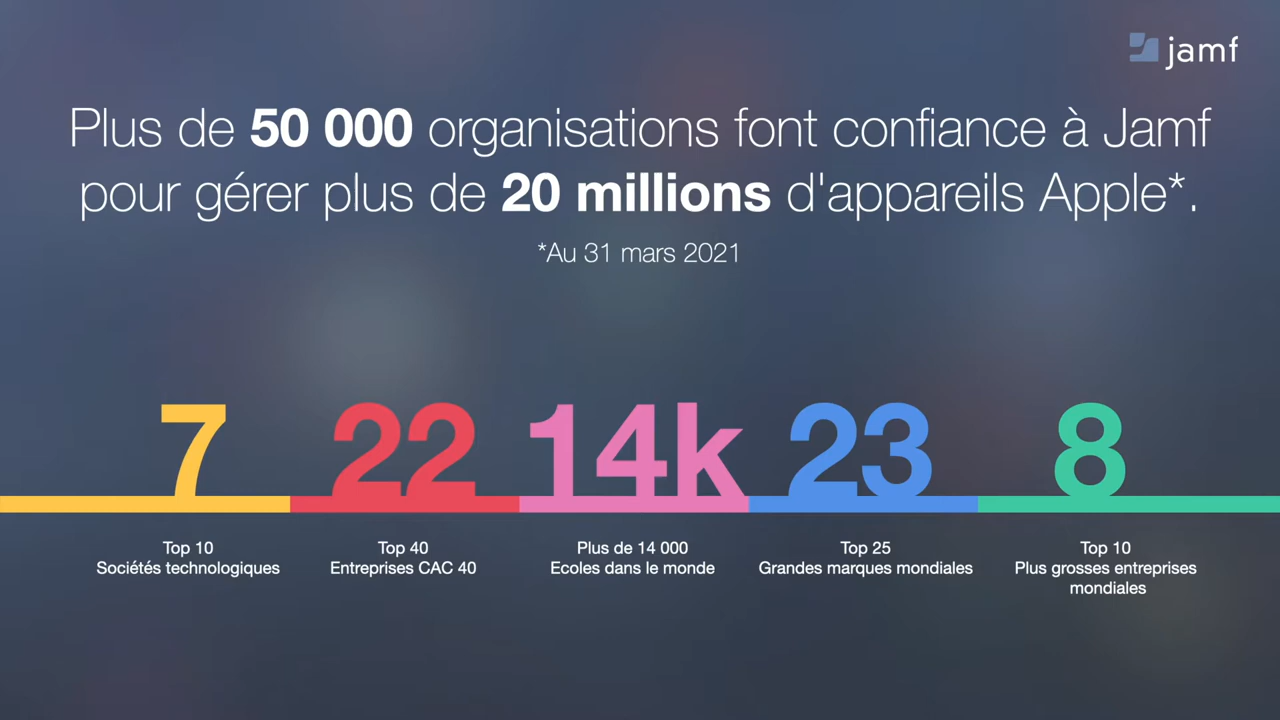 jamf
Plus de 50 000 organisations font confiance à Jamf
pour gérer plus de 20 millions d'appareils Apple*.
*Au 31 mars 2021
7
Top 10
Sociétés technologiques
22
Top 40
Entreprises CAC 40
14k
Plus de 14 000
Ecoles dans le monde
23
Top 25
Grandes marques mondiales
8
Top 10
Plus grosses entreprises
mondiales